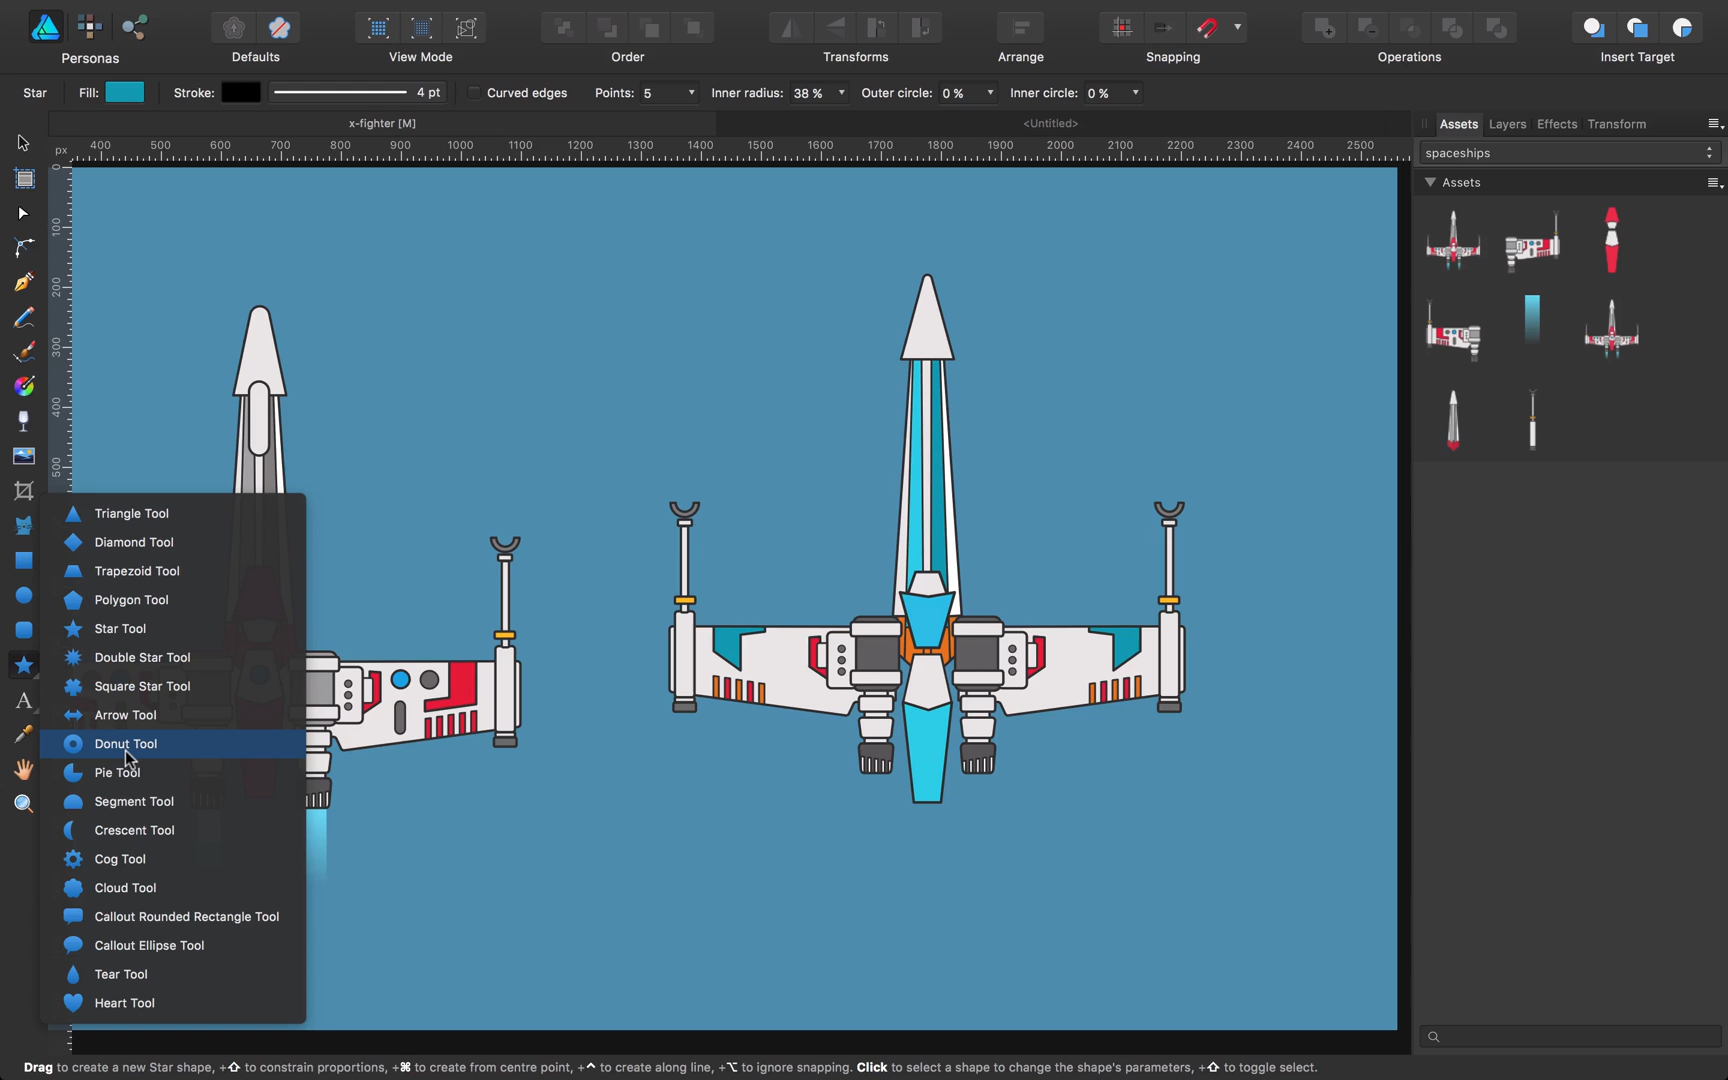 Personas
Defaults
View Mode
Order
Transforms
Arrange
Snapping
Operations
Insert Target
Star
Fill:
Stroke:
4 pt
Curved edges
Points: 5
Inner radius: 38 %
Outer circle: 0 %
Inner circle: 0 %
x-fighter [M]
<Untitled>
Assets
Layers
Effects
Transform
px
400
500
600
700
800
900
1000
1100
1200
1300
1400
1500
1600
1700
1800
1900
2000
2100
2200
2300
2400
2500
0
100
200
300
400
500
spaceships
Assets
A
Triangle Tool
Diamond Tool
Trapezoid Tool
Polygon Tool
Star Tool
Double Star Tool
Square Star Tool
Arrow Tool
Donut Tool
Pie Tool
Segment Tool
Crescent Tool
Cog Tool
Cloud Tool
Callout Rounded Rectangle Tool
Callout Ellipse Tool
Tear Tool
Heart Tool
Drag to create a new Star shape, +⇧ to constrain proportions, +⌘ to create from centre point, +^ to create along line, +⌥ to ignore snapping. Click to select a shape to change the shape's parameters, +⇧ to toggle select.